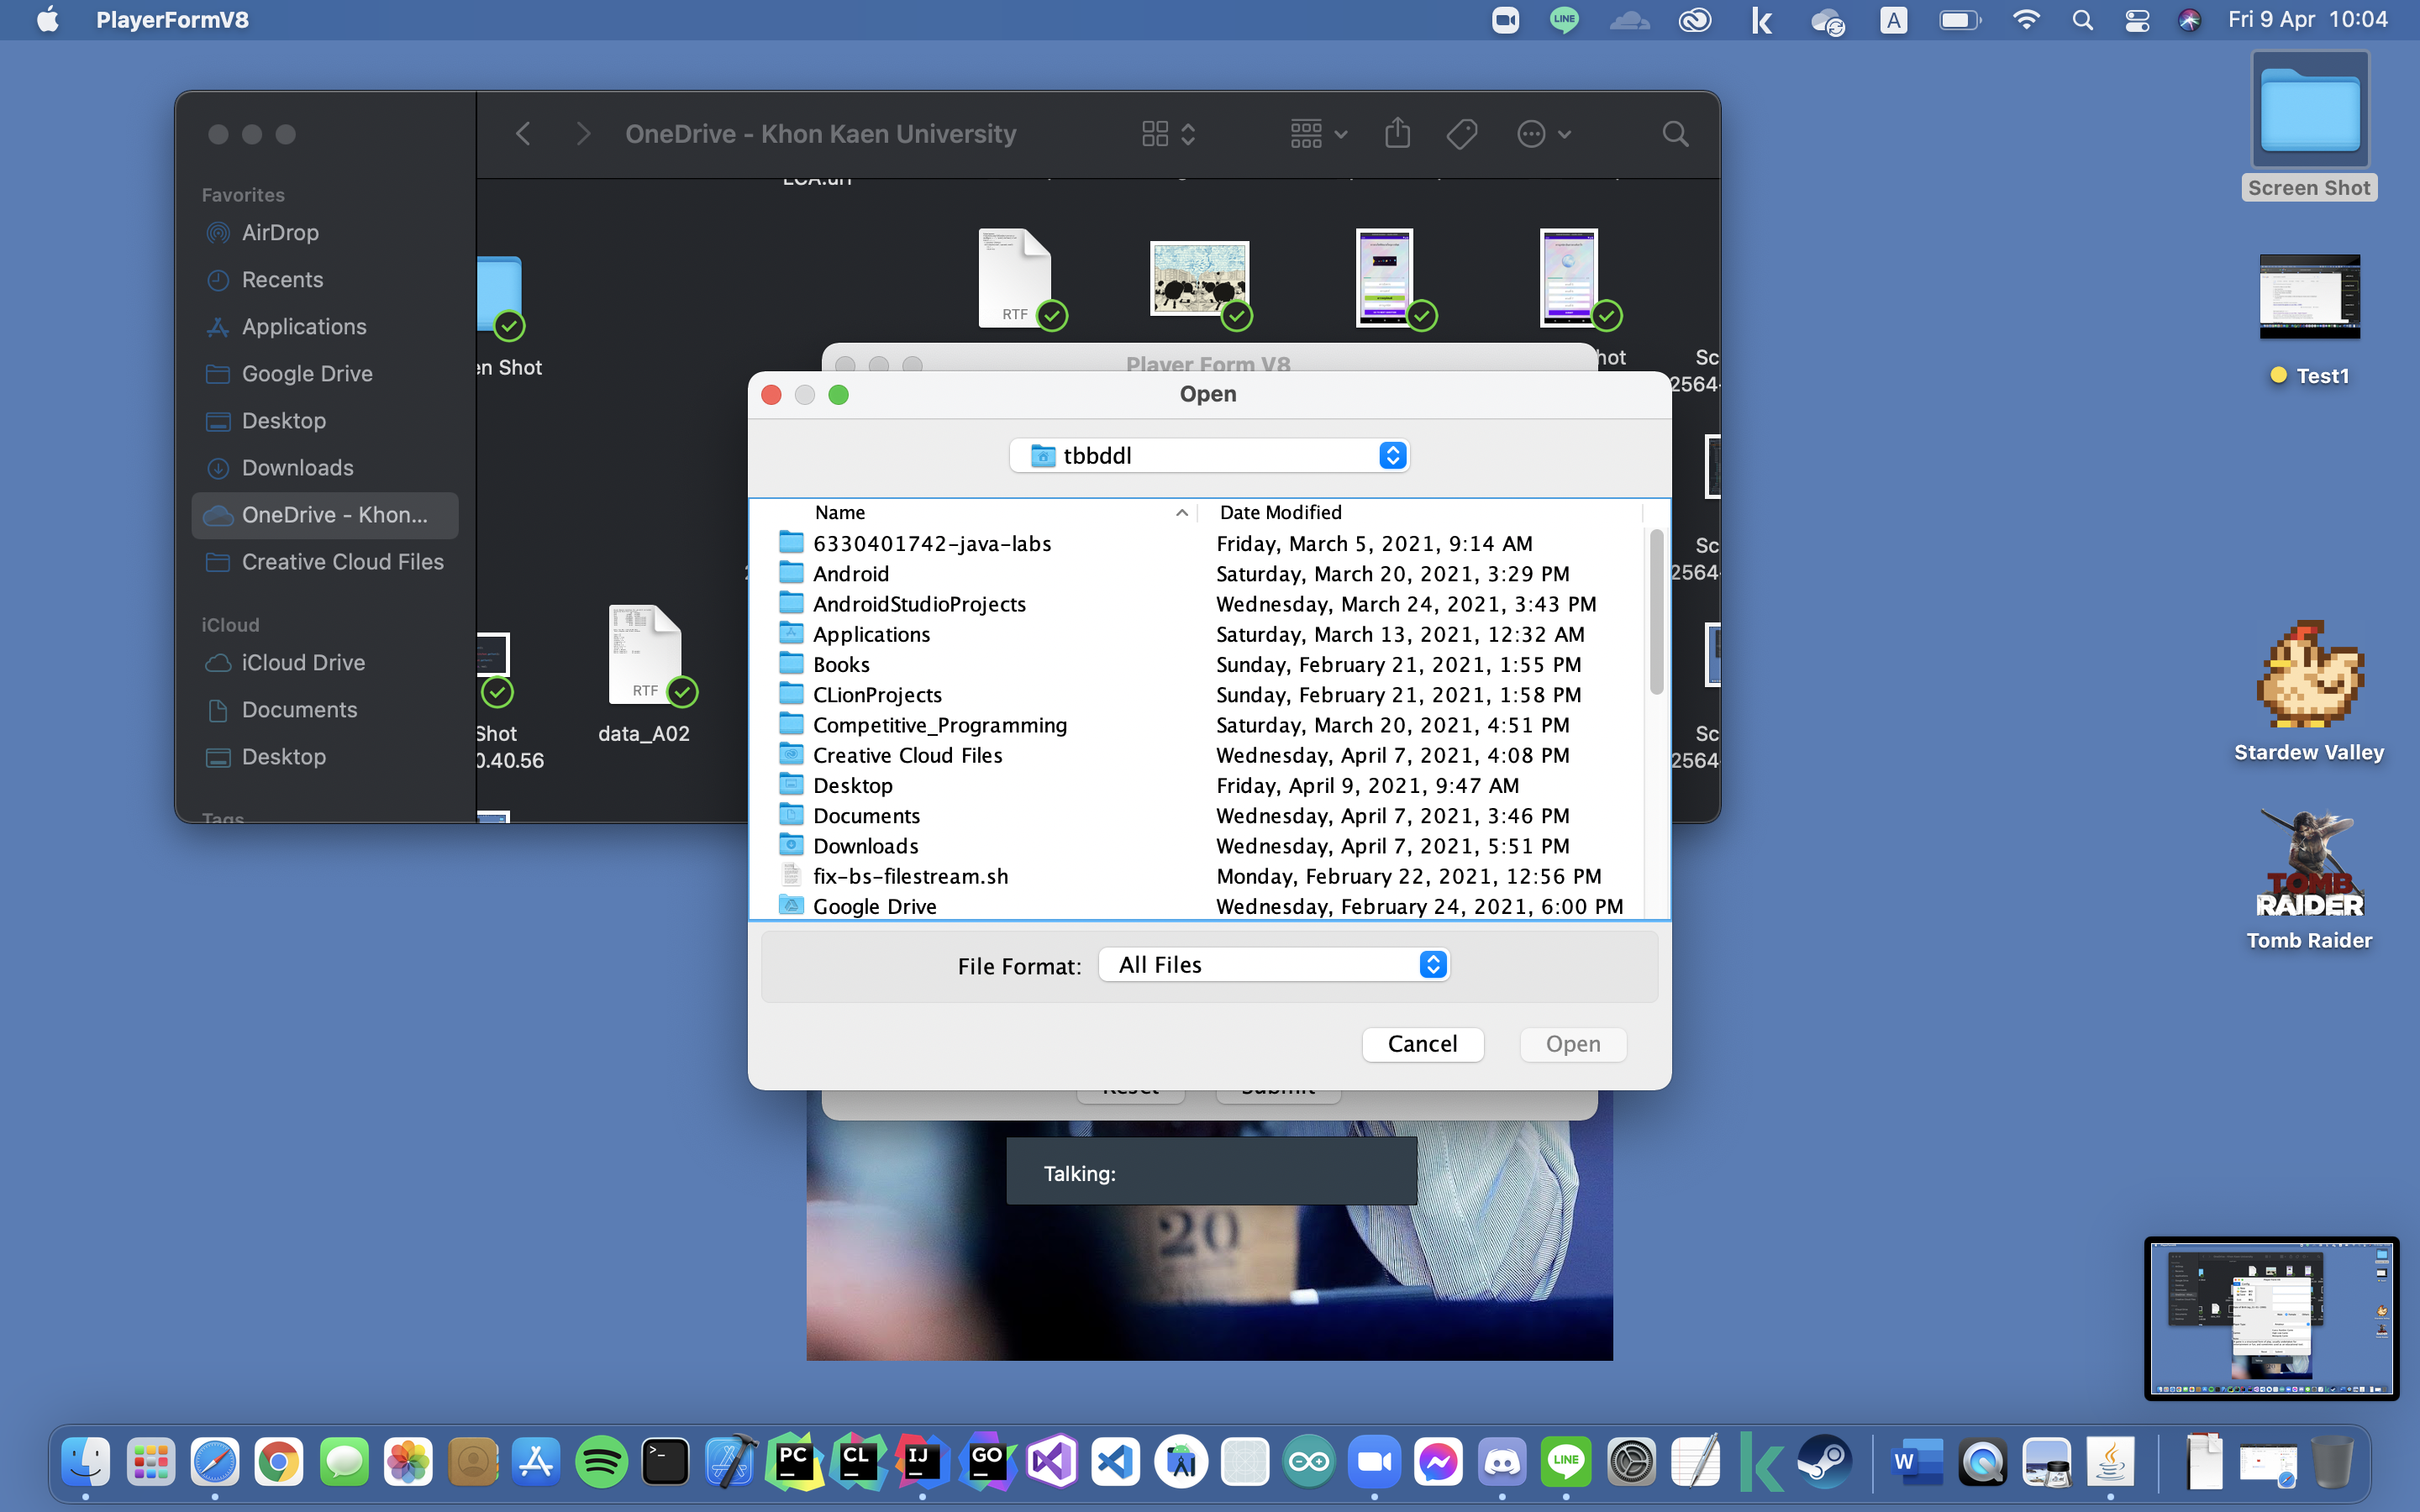 PlayerFormV8
LINE
A
Fri 9 Apr 10:04
OneDrive - Khon Kaen University
Favorites
AirDrop
Recents
Applications
Google Drive
Desktop
Downloads
OneDrive - Khon...
Creative Cloud Files
iCloud
iCloud Drive
Documents
Desktop
Tags
RTF
en Shot
hot
Sc
2564-
Sc
2564-
RTF
Shot
0.40.56
data_A02
Sc
2564-
Player Form V8
Open
tbbddl
Name Date Modified
6330401742-java-labs Friday, March 5, 2021, 9:14 AM
Android Saturday, March 20, 2021, 3:29 PM
AndroidStudioProjects Wednesday, March 24, 2021, 3:43 PM
Applications Saturday, March 13, 2021, 12:32 AM
Books Sunday, February 21, 2021, 1:55 PM
CLionProjects Sunday, February 21, 2021, 1:58 PM
Competitive_Programming Saturday, March 20, 2021, 4:51 PM
Creative Cloud Files Wednesday, April 7, 2021, 4:08 PM
Desktop Friday, April 9, 2021, 9:47 AM
Documents Wednesday, April 7, 2021, 3:46 PM
Downloads Wednesday, April 7, 2021, 5:51 PM
fix-bs-filestream.sh Monday, February 22, 2021, 12:56 PM
Google Drive Wednesday, February 24, 2021, 6:00 PM
File Format: All Files
Cancel Open
Reset Submit
Talking:
20
Screen Shot
Test1
Stardew Valley
TOMB
RAIDER
Tomb Raider
PC CL IJ GO LINE W